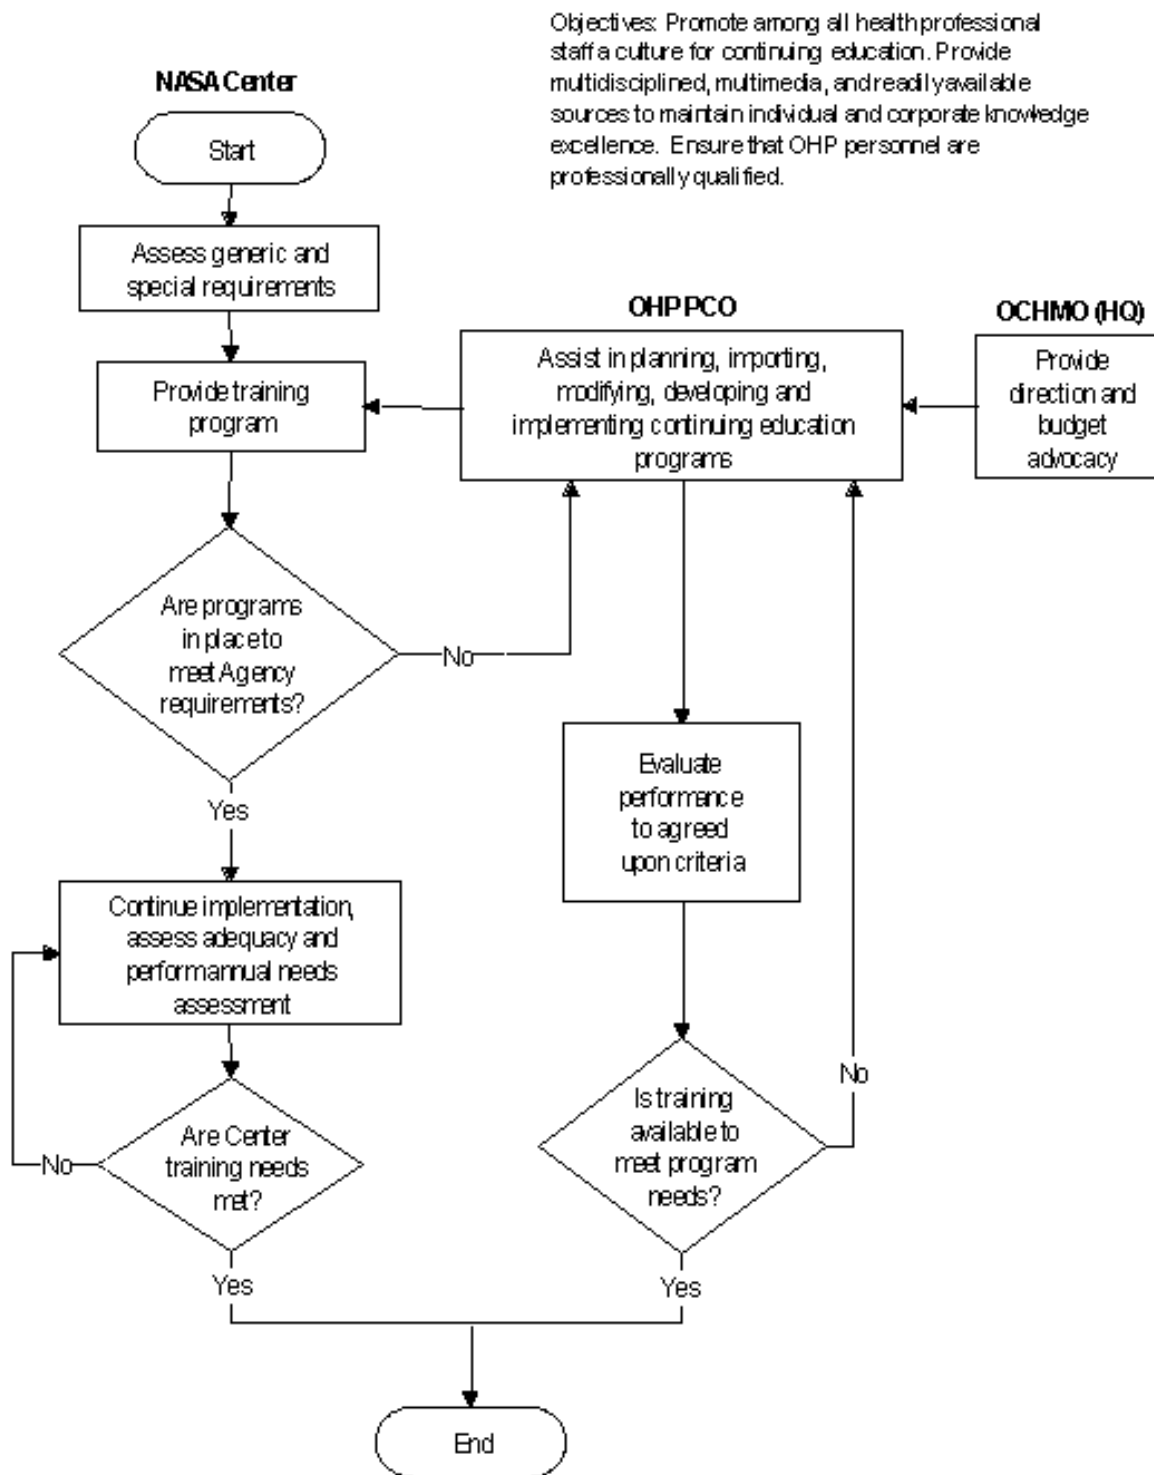 Objectives: Promote among all health professional
staff a culture for continuing education. Provide
multidisciplined, multimedia, and readily available
sources to maintain individual and corporate knowledge
excellence. Ensure that OHP personnel are
professionally qualified.
NASA Center
Start
Assess generic and
special requirements
OHP PCO
OCHMO (HQ)
Provide training
program
Assist in planning, importing,
modifying, developing and
implementing continuing education
programs
Provide
direction and
budget
advocacy
Are programs
in place to
meet Agency
requirements?
No
Yes
Evaluate
performance
to agreed
upon criteria
Continue implementation,
assess adequacy and
perform annual needs
assessment
No
Are Center
training needs
met?
Is training
available to
meet program
needs?
No
Yes
Yes
End